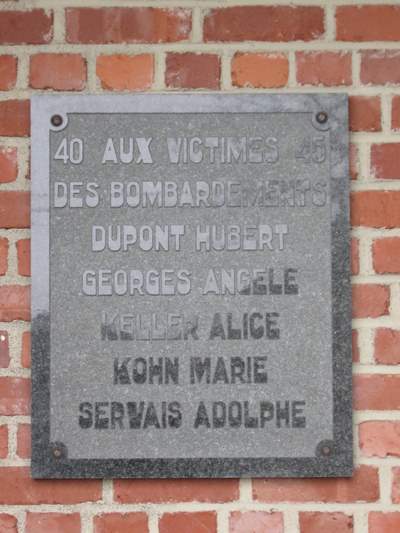 40 AUX VICTIMES 45
DES BOMBARDEMENTS
DUPONT HUBERT
GEORGES ANGELE
KELLER ALICE
KOHN MARIE
SERVAIS ADOLPHE